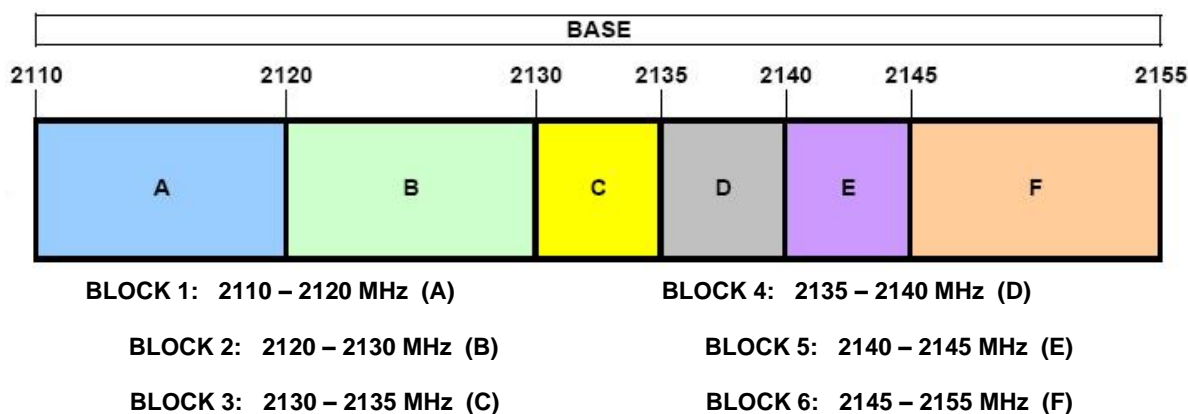 BASE
2110 2120 2130 2135 2140 2145 2155
A B C D E F
BLOCK 1: 2110 – 2120 MHz (A) BLOCK 4: 2135 – 2140 MHz (D)
BLOCK 2: 2120 – 2130 MHz (B) BLOCK 5: 2140 – 2145 MHz (E)
BLOCK 3: 2130 – 2135 MHz (C) BLOCK 6: 2145 – 2155 MHz (F)